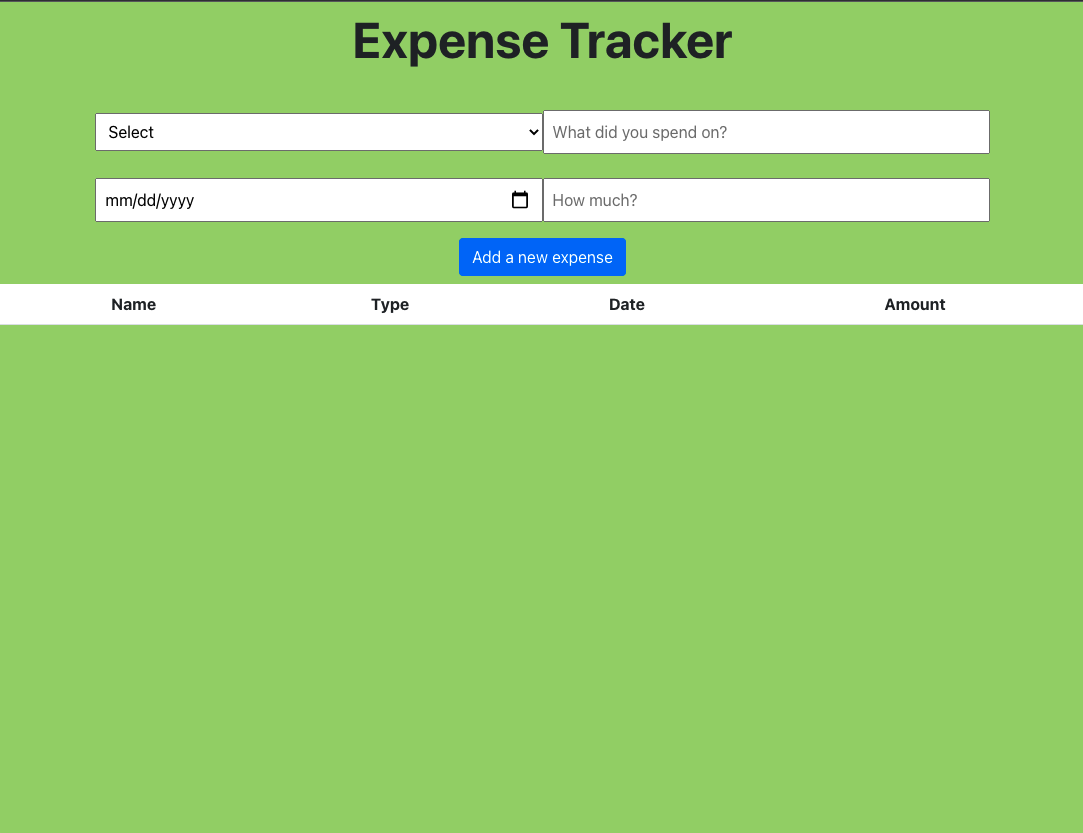 Expense Tracker
Select What did you spend on?
mm/dd/yyyy How much?
Add a new expense
Name Type Date Amount